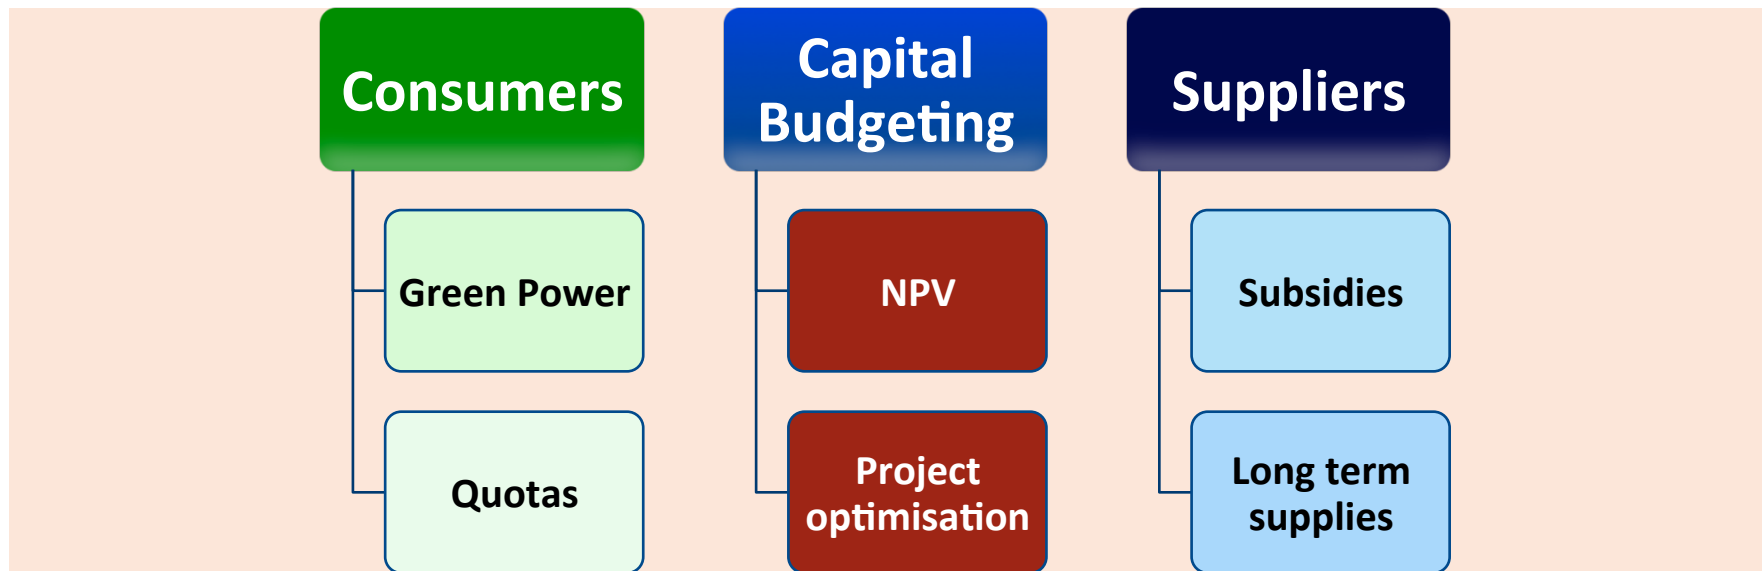 Consumers
Green Power
Quotas
Capital
Budgeting
NPV
Project
optimisation
Suppliers
Subsidies
Long term
supplies